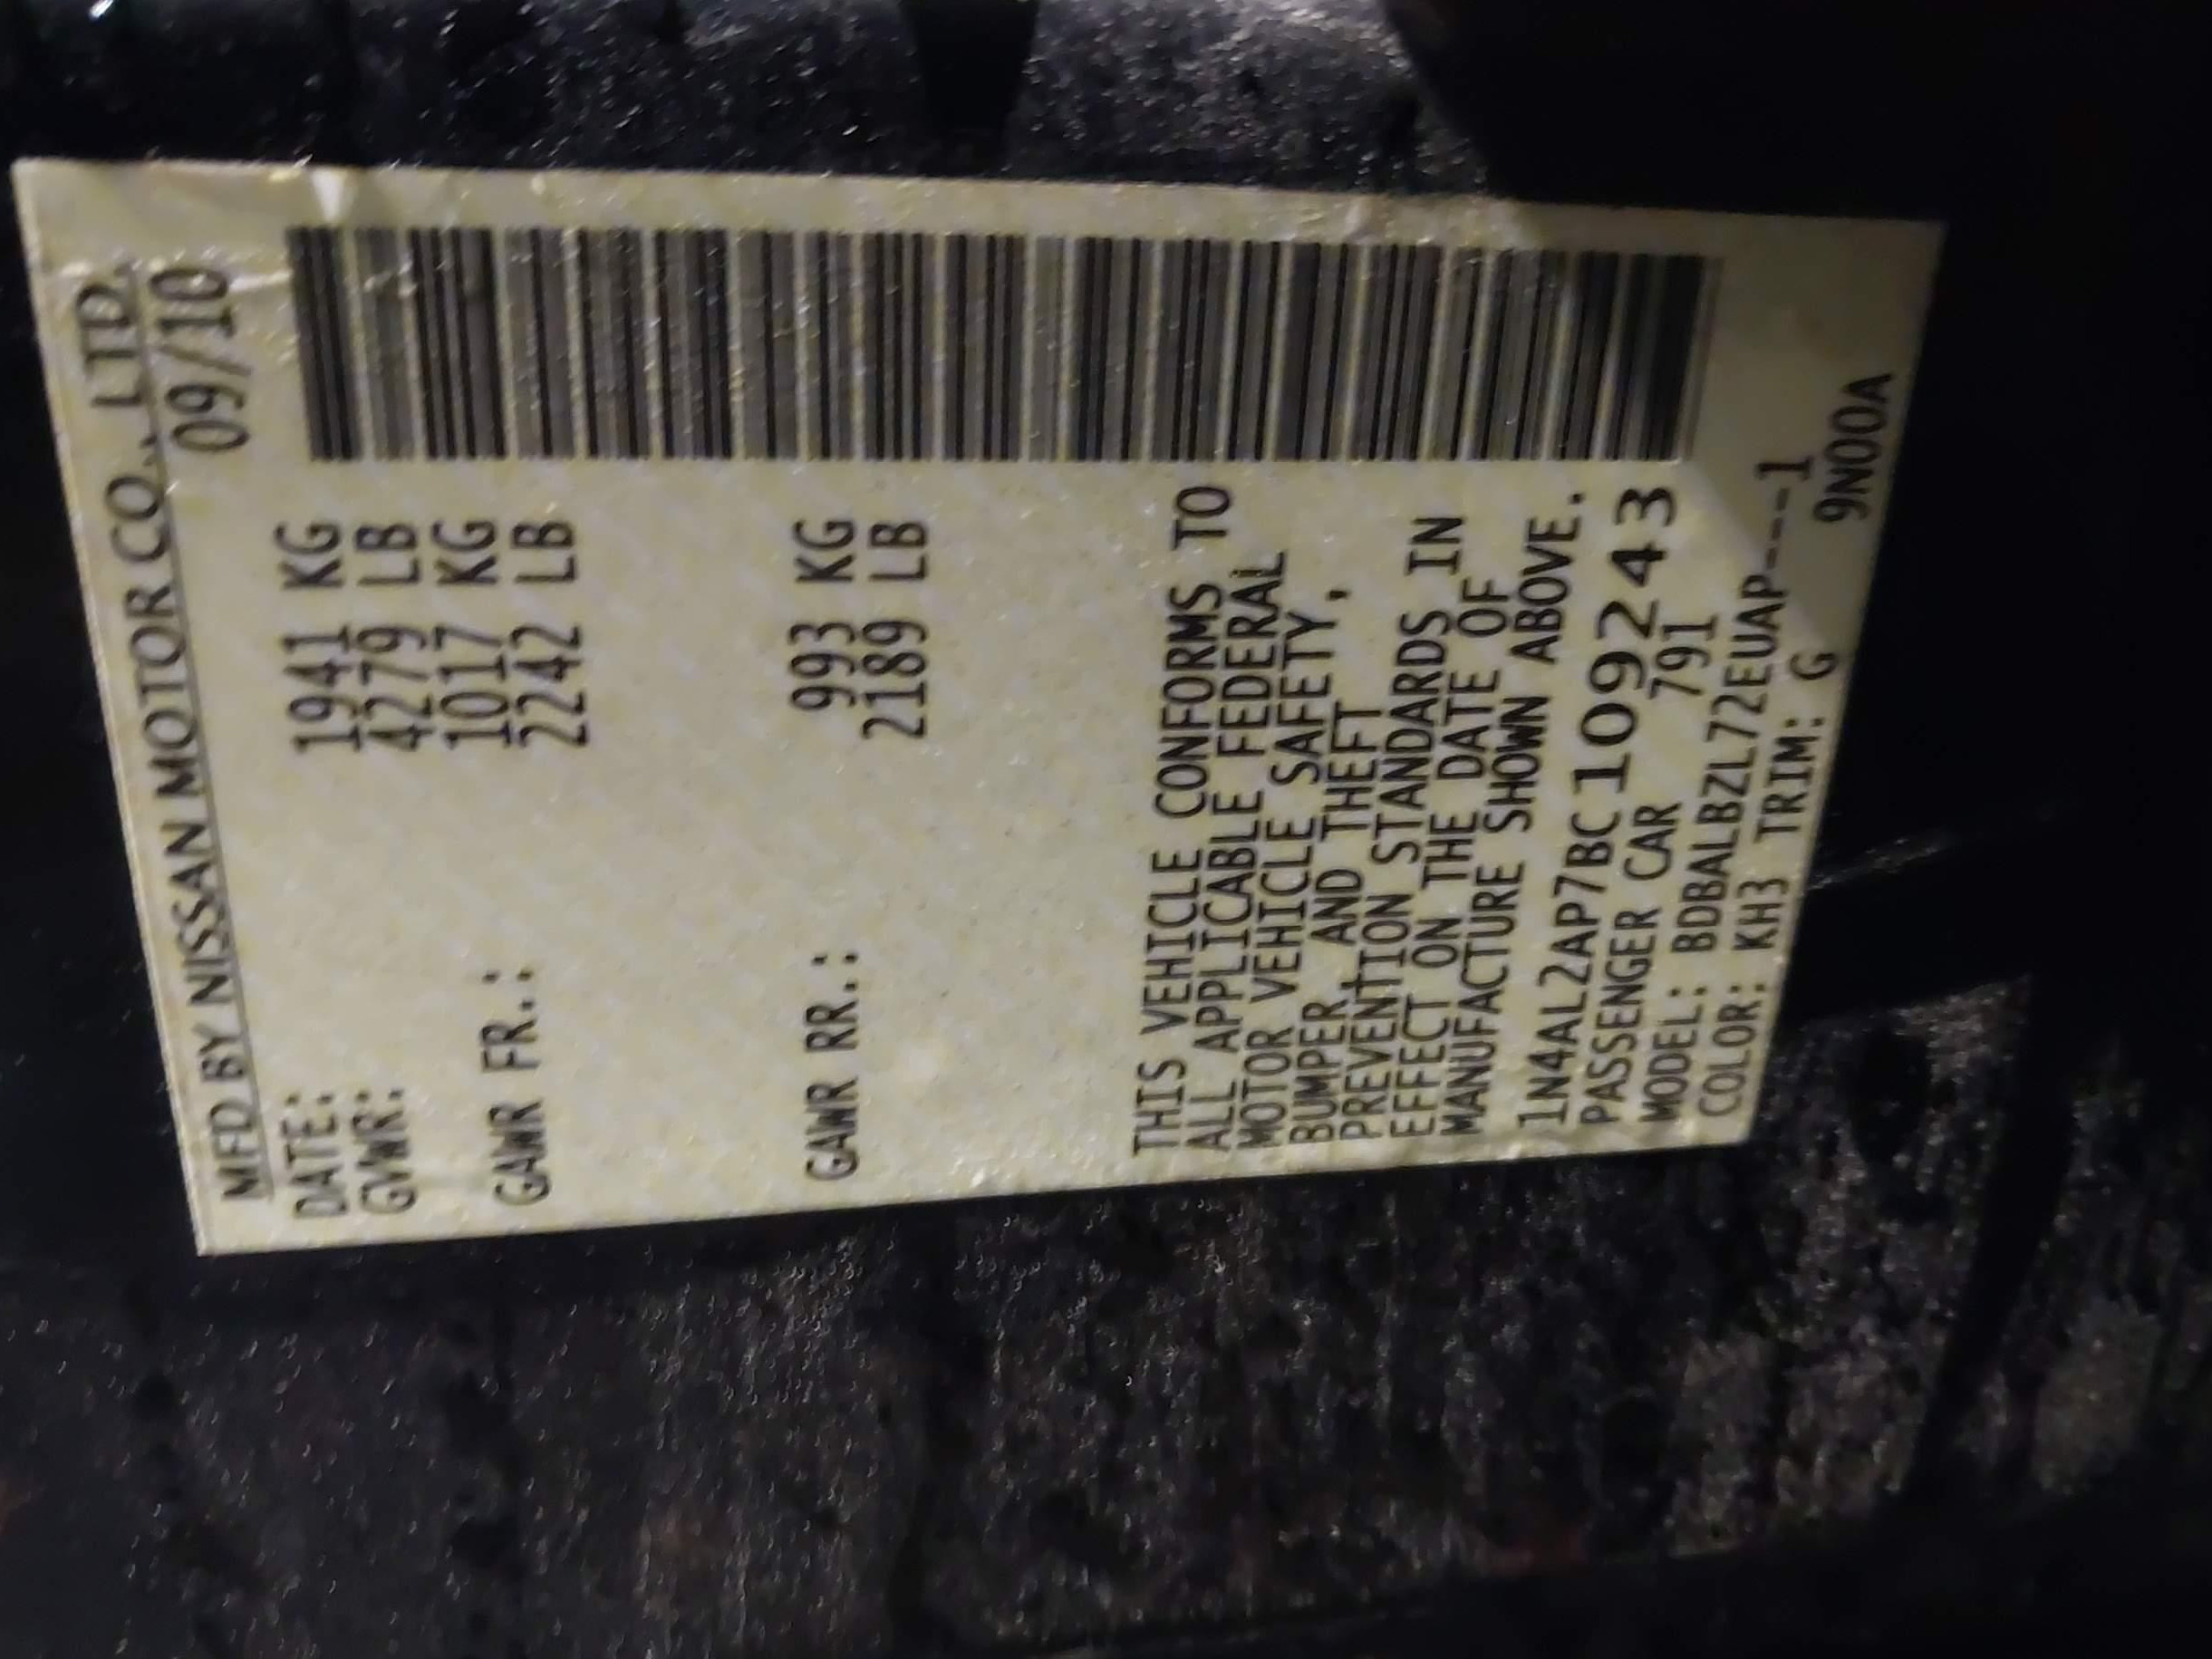 MFD BY NISSAN MOTOR CO., LTD.
DATE: 09/10
GVWR: 1941 KG
4279 LB
GAWR FR.: 1017 KG
2242 LB
GAWR RR.: 993 KG
2189 LB
THIS VEHICLE CONFORMS TO
ALL APPLICABLE FEDERAL
MOTOR VEHICLE SAFETY,
BUMPER, AND THEFT
PREVENTION STANDARDS IN
EFFECT ON THE DATE OF
MANUFACTURE SHOWN ABOVE.
1N4AL2AP7BC109243
PASSENGER CAR 791
MODEL: BDBALBZL72EUAP----1
COLOR: KH3 TRIM: G 9N00A